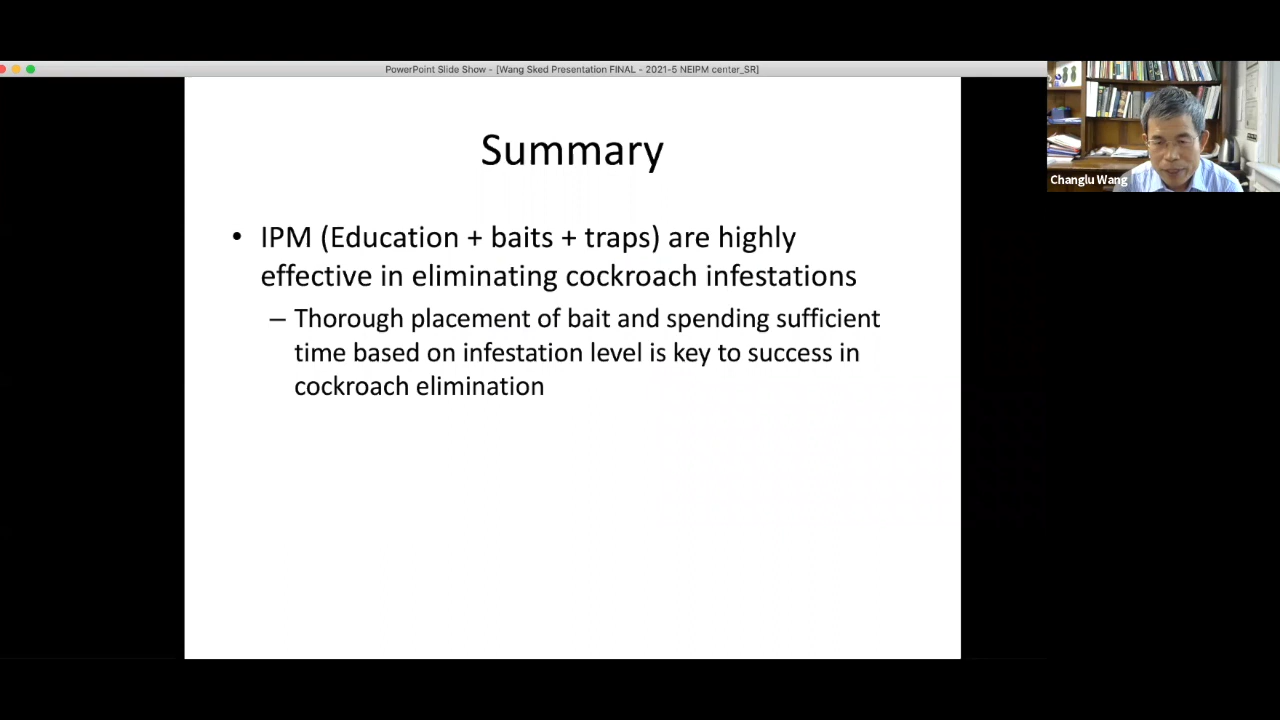 PowerPoint Slide Show - [Wang Sked Presentation FINAL - 2021-5 NEIPM center_SR]
Changlu Wang
Summary
• IPM (Education + baits + traps) are highly
effective in eliminating cockroach infestations
– Thorough placement of bait and spending sufficient
time based on infestation level is key to success in
cockroach elimination